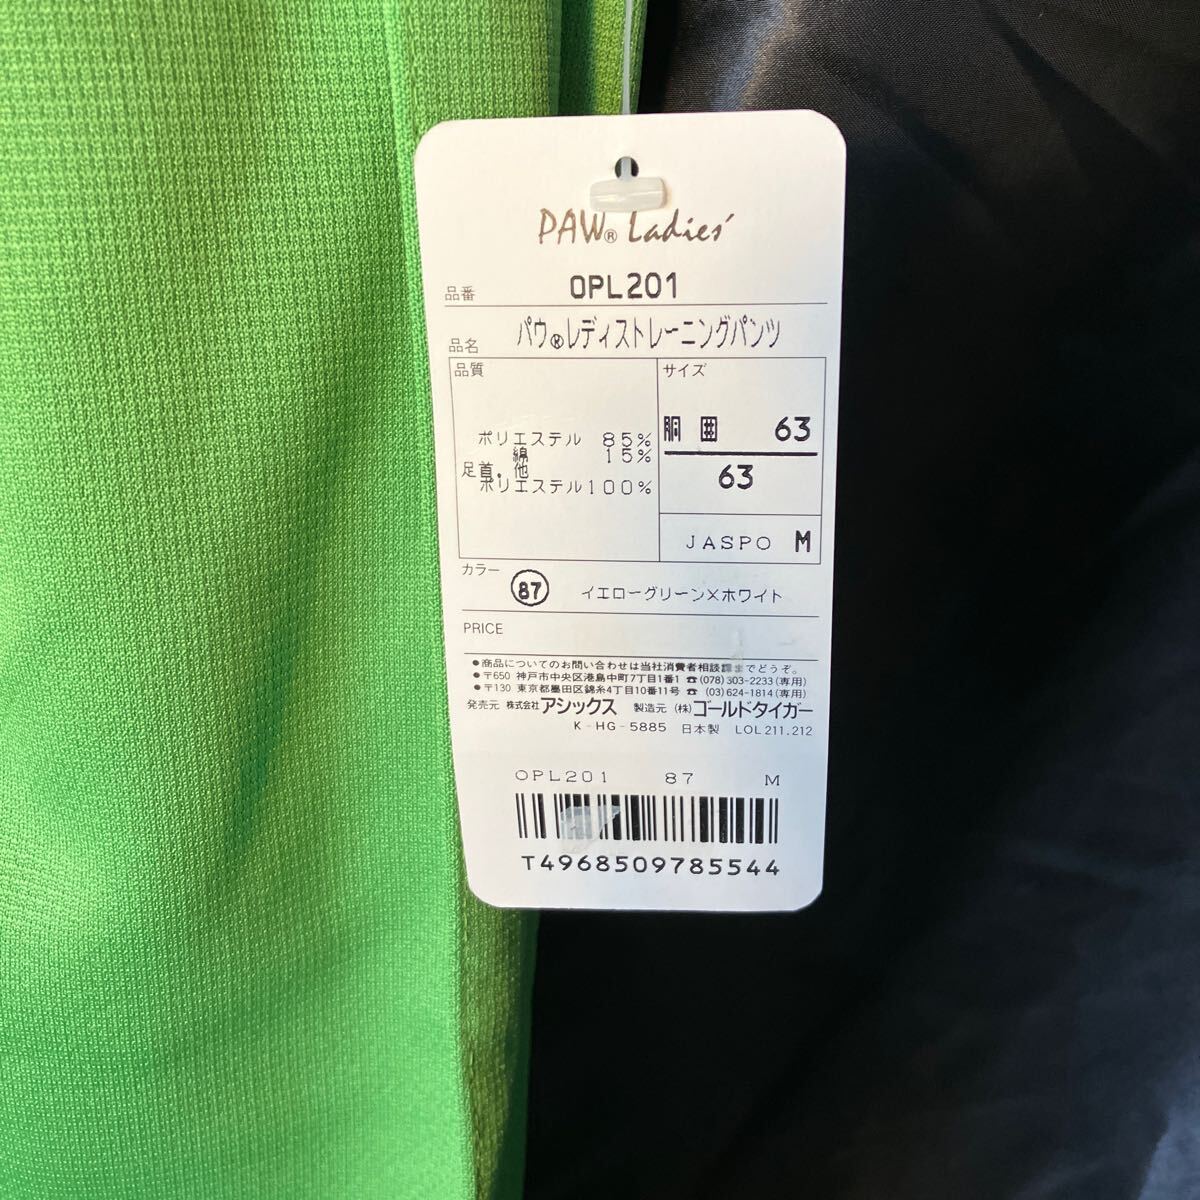 PAW® Ladies'
品番 OPL201
品名 パウ®レディストレーニングパンツ
品質
ポリエステル 85%
綿 15%
足首.他
ポリエステル100%
サイズ
胴囲 63
63
JASPO M
カラー 87 イエローグリーン×ホワイト
PRICE
●商品についてのお問い合わせは当社消費者相談課までどうぞ。
●〒650 神戸市中央区港島中町7丁目1番1 ☎(078)303-2233(専用)
●〒130 東京都墨田区錦糸4丁目10番11号 ☎(03)624-1814(専用)
発売元 株式会社アシックス 製造元 (株)ゴールドタイガー
K-HG-5885 日本製 LOL211.212
OPL201 87 M
T4968509785544